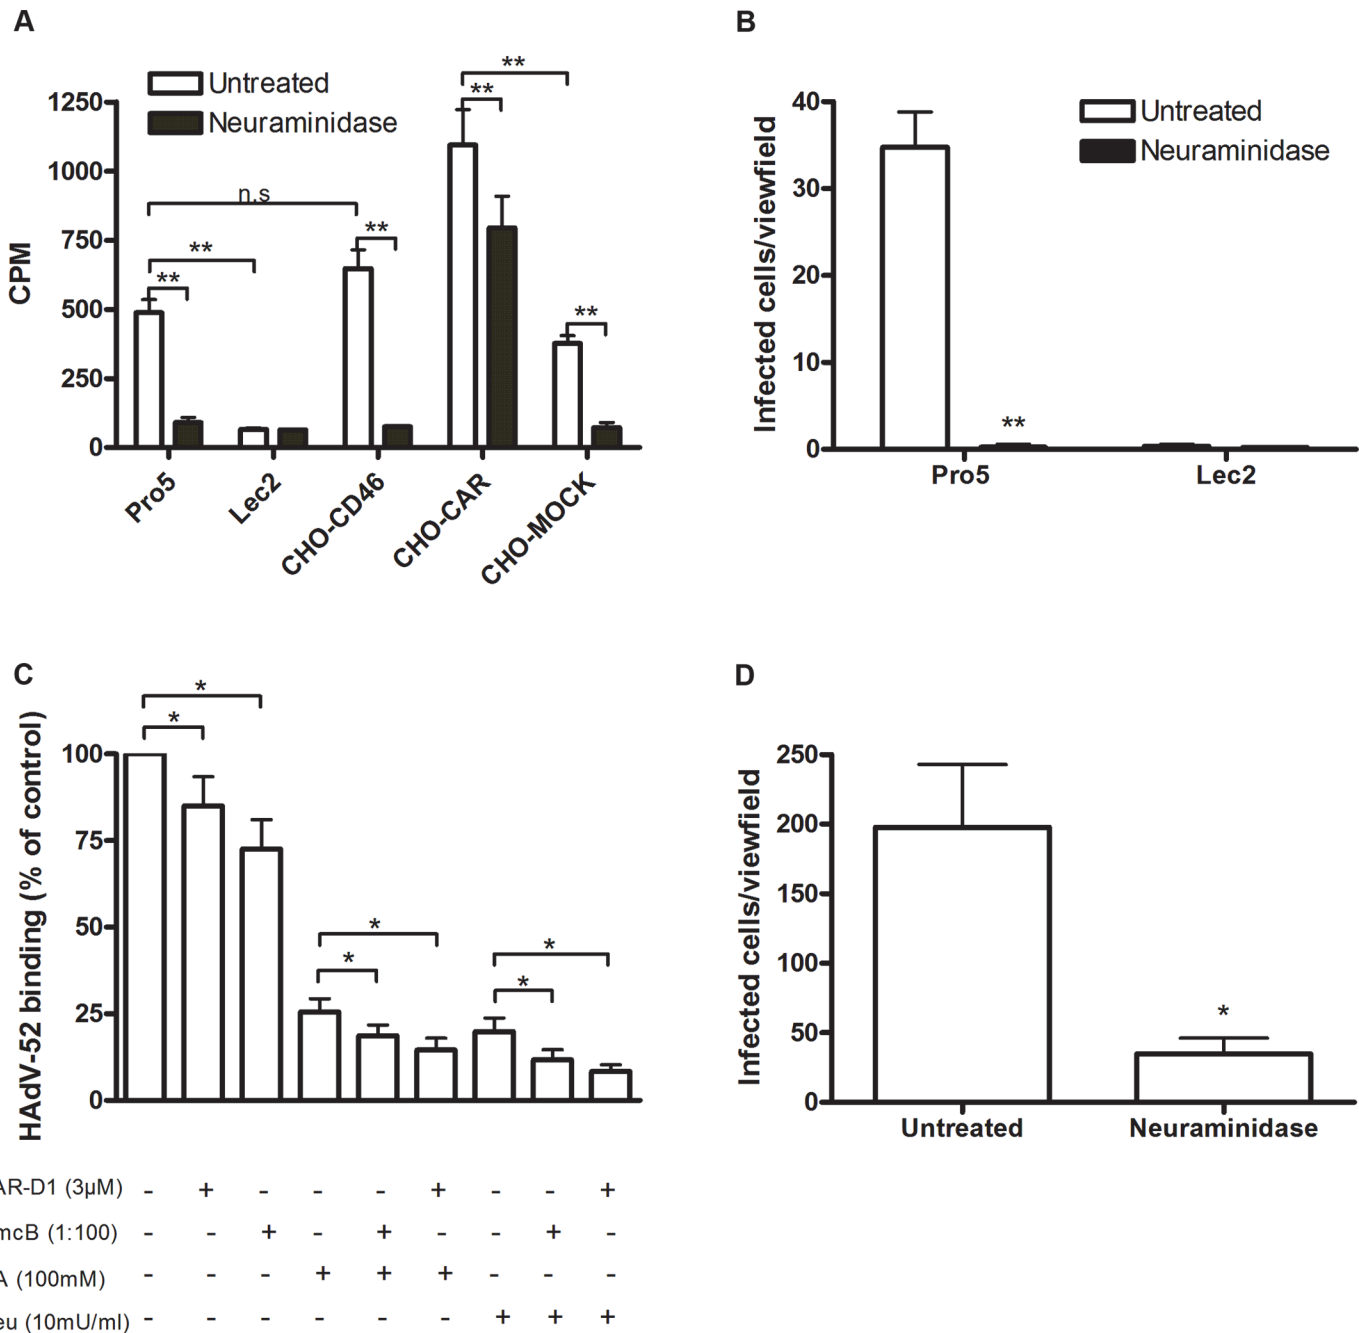 A
Untreated
Neuraminidase
CPM
1250
1000
750
500
250
0
**
**
n.s
**
**
**
**
Pro5
Lec2
CHO-CD46
CHO-CAR
CHO-MOCK
B
Untreated
Neuraminidase
Infected cells/viewfield
40
30
20
10
0
**
Pro5
Lec2
C
HAdV-52 binding (% of control)
100
75
50
25
0
*
*
*
*
*
*
AR-D1 (3µM) - + - - - + - - +
mcB (1:100) - - + - + - - + -
A (100mM) - - - + + + - - -
eu (10mU/ml) - - - - - - + + +
D
Infected cells/viewfield
250
200
150
100
50
0
*
Untreated
Neuraminidase